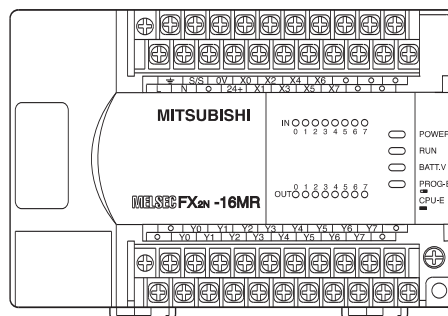 ⏚ S/S 0V X0 X2 X4 X6
L N 24+ X1 X3 X5 X7
MITSUBISHI
IN
0 1 2 3 4 5 6 7
POWER
RUN
BATT.V
PROG-E
CPU-E
MELSEC FX2N -16MR
0 1 2 3 4 5 6 7
OUT
Y0 Y1 Y2 Y3 Y4 Y5 Y6 Y7
Y0 Y1 Y2 Y3 Y4 Y5 Y6 Y7